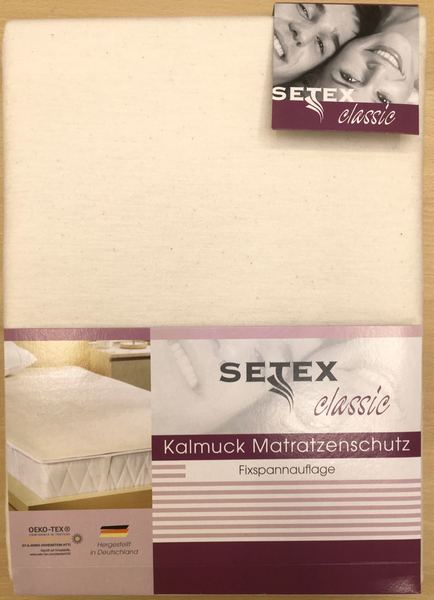 SETEX
classic
SETEX
classic
Kalmuck Matratzenschutz
Fixspannauflage
OEKO-TEX®
Hergestellt
in Deutschland